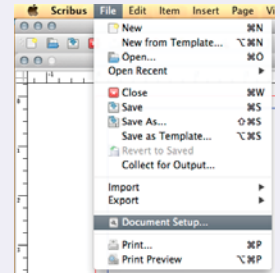 Scribus File Edit Item Insert Page
New ⌘N
New from Template... ⌥⌘N
Open... ⌘O
Open Recent
Close ⌘W
Save ⌘S
Save As... ⇧⌘S
Save as Template... ⌥⌘S
Revert to Saved
Collect for Output...
Import
Export
Document Setup...
Print... ⌘P
Print Preview ⌥⌘P